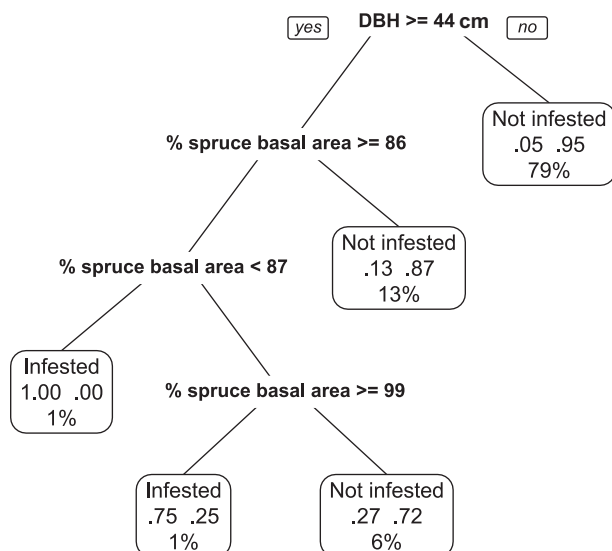 yes
DBH >= 44 cm
no
% spruce basal area >= 86
Not infested
.05 .95
79%
% spruce basal area < 87
Not infested
.13 .87
13%
Infested
1.00 .00
1%
% spruce basal area >= 99
Infested
.75 .25
1%
Not infested
.27 .72
6%